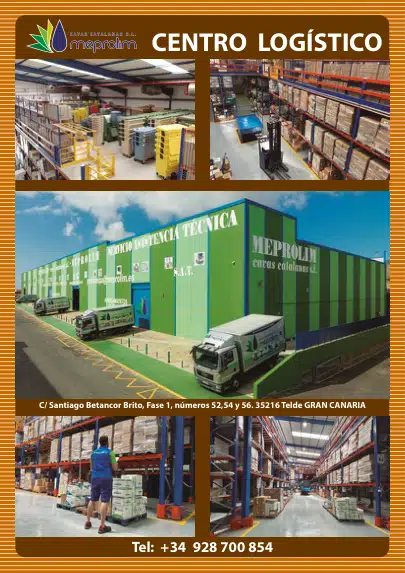 CAVAS CATALANAS S.L.
meprolim
CENTRO LOGÍSTICO
SERVICIO ASISTENCIA TÉCNICA
S.A.T.
MEPROLIM
cavas catalanas s.l.
C/ Santiago Betancor Brito, Fase 1, números 52,54 y 56. 35216 Telde GRAN CANARIA
Tel: +34 928 700 854